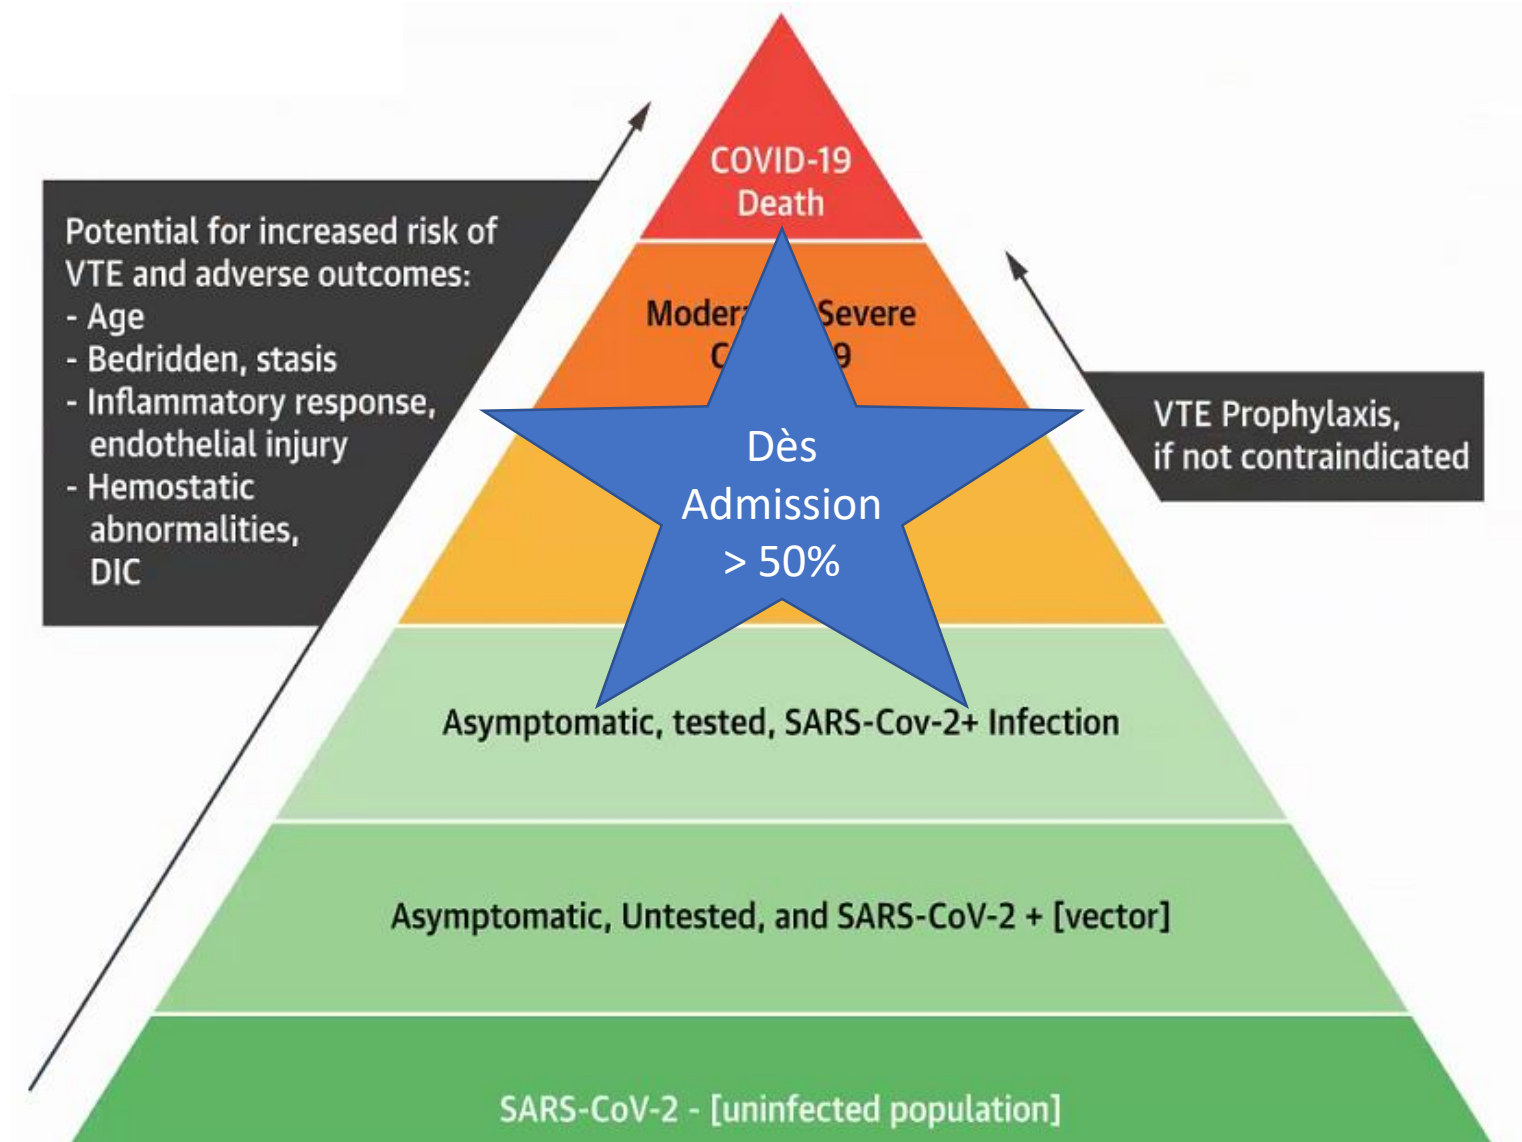 COVID-19
Death
Potential for increased risk of
VTE and adverse outcomes:
- Age
- Bedridden, stasis
- Inflammatory response,
endothelial injury
- Hemostatic
abnormalities,
DIC
Severe
VTE Prophylaxis,
if not contraindicated
Dès
Admission
> 50%
Asymptomatic, tested, SARS-Cov-2+ Infection
Asymptomatic, Untested, and SARS-CoV-2 + [vector]
SARS-CoV-2 - [uninfected population]